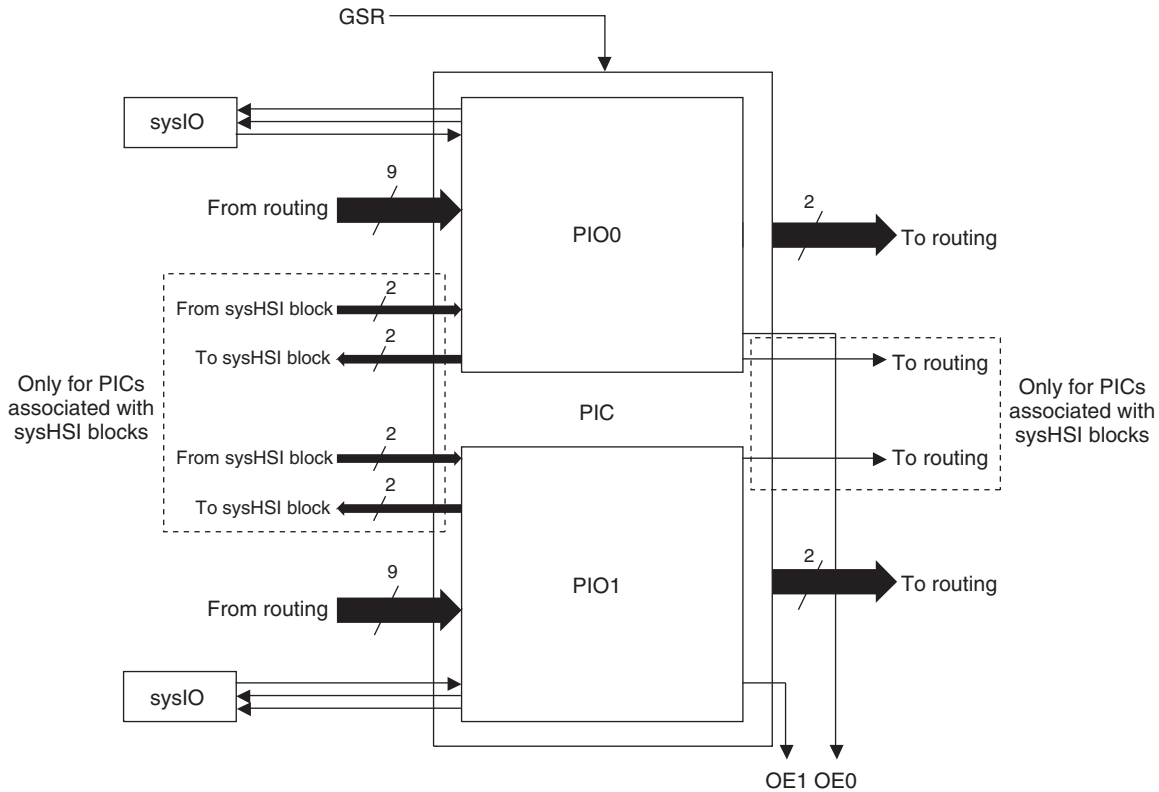 GSR
sysIO
9
From routing
PIO0
2
To routing
2
From sysHSI block
2
To sysHSI block
To routing
Only for PICs
associated with
sysHSI blocks
PIC
Only for PICs
associated with
sysHSI blocks
2
From sysHSI block
To routing
2
To sysHSI block
9
From routing
PIO1
2
To routing
sysIO
OE1 OE0